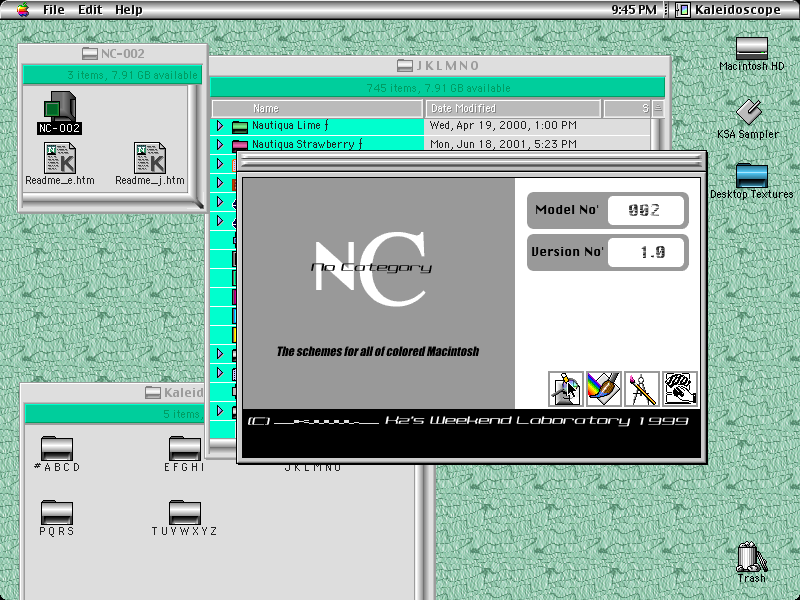 File Edit Help
9:45 PM
Kaleidoscope
NC-002
3 items, 7.91 GB available
NC-002
Readme_e.htm
Readme_j.htm
JKLMNO
745 items, 7.91 GB available
Name
Date Modified
S
Nautiqua Lime ƒ
Wed, Apr 19, 2000, 1:00 PM
Nautiqua Strawberry ƒ
Mon, Jun 18, 2001, 5:23 PM
Macintosh HD
KSA Sampler
Desktop Textures
NC
No Category
The schemes for all of colored Macintosh
Model No' 002
Version No' 1.0
(C) Hz's Weekend Laboratory 1999
Kaleid
5 items,
#ABCD
EFGHI
JKLMNO
PQRS
TUVWXYZ
Trash